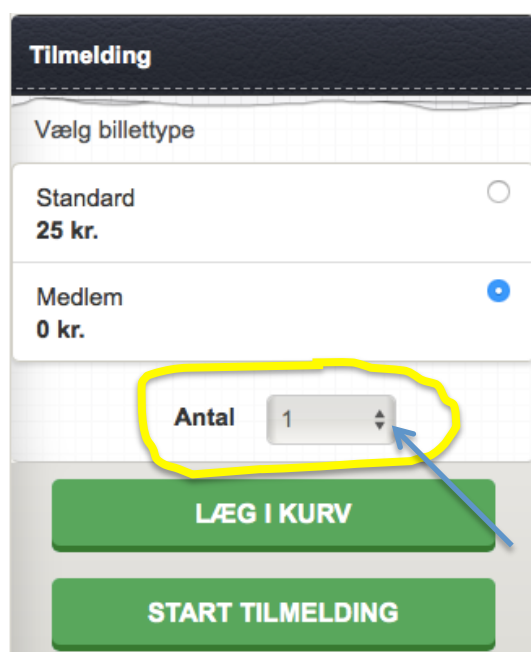 Tilmelding
Vælg billettype
Standard
25 kr.
Medlem
0 kr.
Antal 1
LÆG I KURV
START TILMELDING